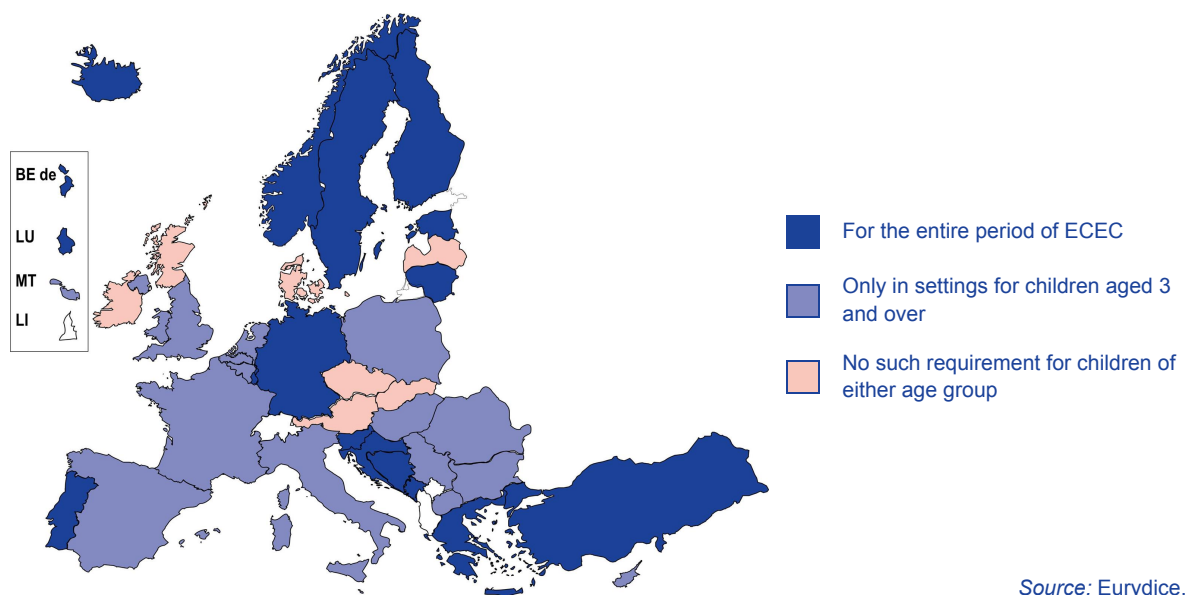 BE de
LU
MT
LI
For the entire period of ECEC
Only in settings for children aged 3
and over
No such requirement for children of
either age group
Source: Eurydice.